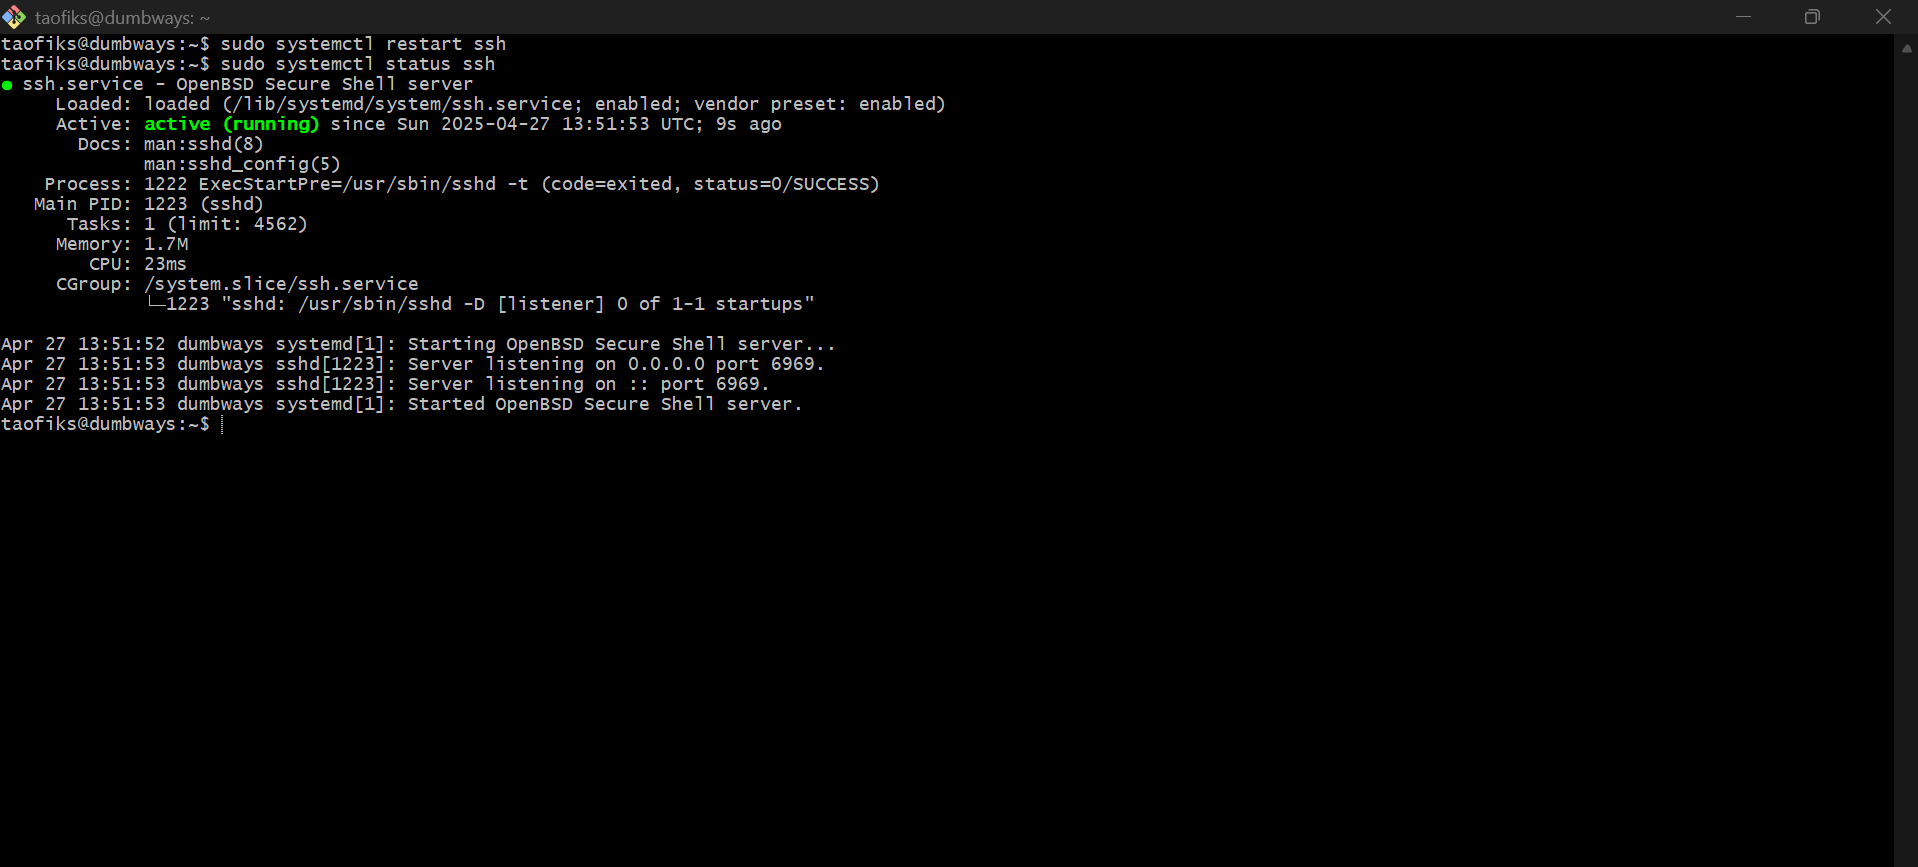 taofiks@dumbways: ~
taofiks@dumbways:~$ sudo systemctl restart ssh
taofiks@dumbways:~$ sudo systemctl status ssh
● ssh.service - OpenBSD Secure Shell server
     Loaded: loaded (/lib/systemd/system/ssh.service; enabled; vendor preset: enabled)
     Active: active (running) since Sun 2025-04-27 13:51:53 UTC; 9s ago
       Docs: man:sshd(8)
             man:sshd_config(5)
    Process: 1222 ExecStartPre=/usr/sbin/sshd -t (code=exited, status=0/SUCCESS)
   Main PID: 1223 (sshd)
      Tasks: 1 (limit: 4562)
     Memory: 1.7M
        CPU: 23ms
     CGroup: /system.slice/ssh.service
             └─1223 "sshd: /usr/sbin/sshd -D [listener] 0 of 1-1 startups"
Apr 27 13:51:52 dumbways systemd[1]: Starting OpenBSD Secure Shell server...
Apr 27 13:51:53 dumbways sshd[1223]: Server listening on 0.0.0.0 port 6969.
Apr 27 13:51:53 dumbways sshd[1223]: Server listening on :: port 6969.
Apr 27 13:51:53 dumbways systemd[1]: Started OpenBSD Secure Shell server.
taofiks@dumbways:~$